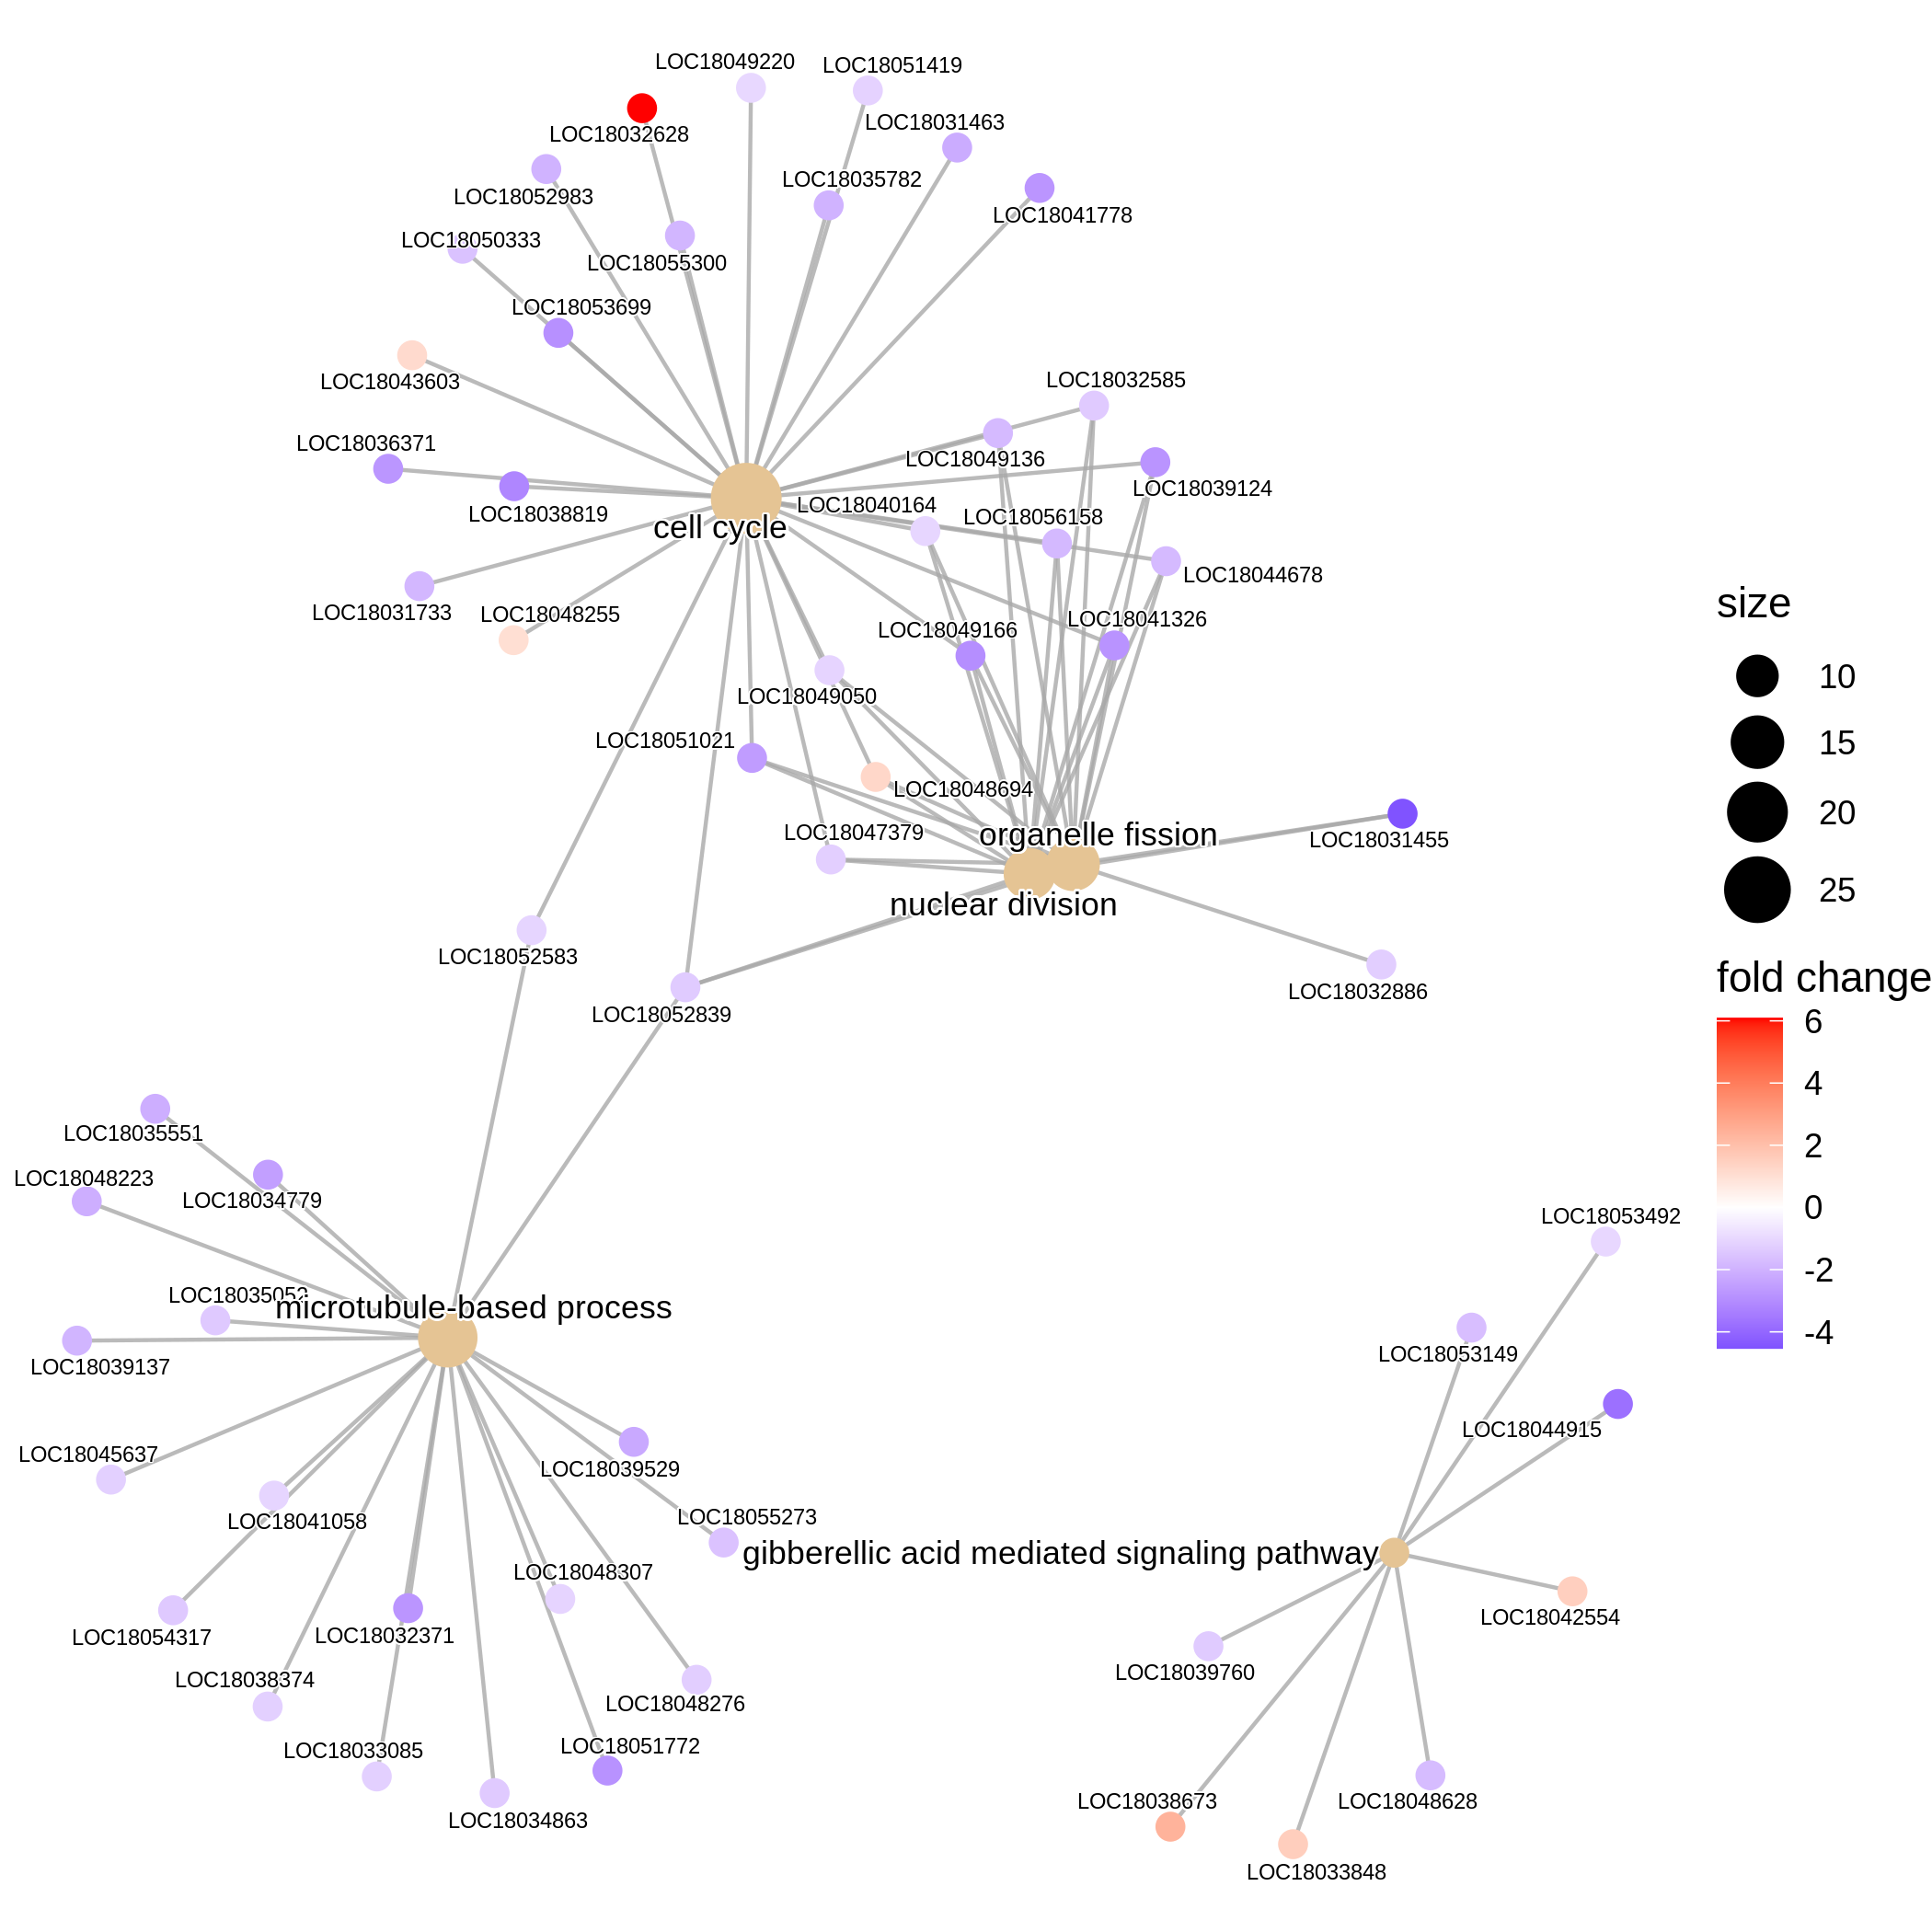 LOC18049220
LOC18051419
LOC18032628
LOC18031463
LOC18052983
LOC18035782
LOC18041778
LOC18050333
LOC18055300
LOC18053699
LOC18043603
LOC18032585
LOC18036371
LOC18049136
LOC18039124
LOC18038819
LOC18040164
LOC18056158
cell cycle
LOC18044678
LOC18031733
LOC18048255
LOC18041326
LOC18049166
LOC18049050
LOC18051021
LOC18048694
LOC18047379
organelle fission
LOC18031455
nuclear division
LOC18052583
LOC18032886
LOC18052839
LOC18035551
LOC18048223
LOC18034779
LOC18035052
microtubule-based process
LOC18039137
LOC18045637
LOC18039529
LOC18041058
LOC18055273
LOC18048307
LOC18054317
LOC18032371
LOC18038374
LOC18048276
LOC18033085
LOC18051772
LOC18034863
LOC18053492
LOC18053149
LOC18044915
gibberellic acid mediated signaling pathway
LOC18042554
LOC18039760
LOC18038673
LOC18048628
LOC18033848
size
10
15
20
25
fold change
6
4
2
0
-2
-4